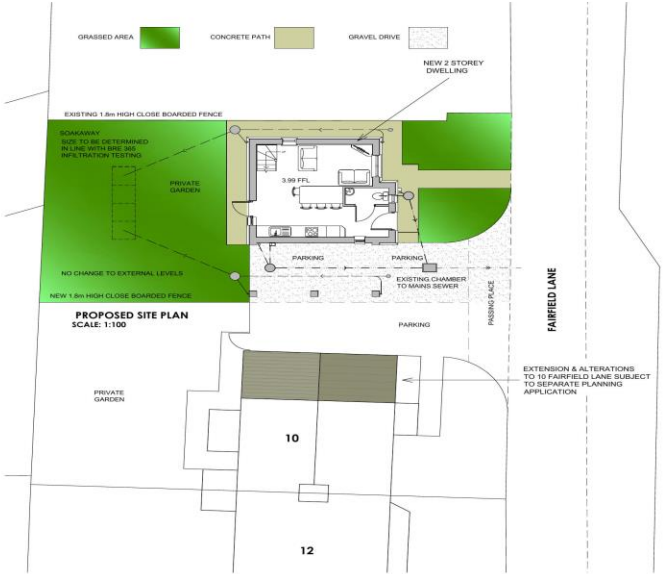 GRASSED AREA
CONCRETE PATH
GRAVEL DRIVE
NEW 2 STOREY
DWELLING
EXISTING 1.8m HIGH CLOSE BOARDED FENCE
SOAKAWAY
SIZE TO BE DETERMINED
IN LINE WITH BRE 365
INFILTRATION TESTING
PRIVATE
GARDEN
3.99 FFL
PARKING
PARKING
NO CHANGE TO EXTERNAL LEVELS
EXISTING CHAMBER
TO MAINS SEWER
NEW 1.8m HIGH CLOSE BOARDED FENCE
PASSING PLACE
FAIRFIELD LANE
PROPOSED SITE PLAN
SCALE: 1:100
PARKING
EXTENSION & ALTERATIONS
TO 10 FAIRFIELD LANE SUBJECT
TO SEPARATE PLANNING
APPLICATION
PRIVATE
GARDEN
10
12